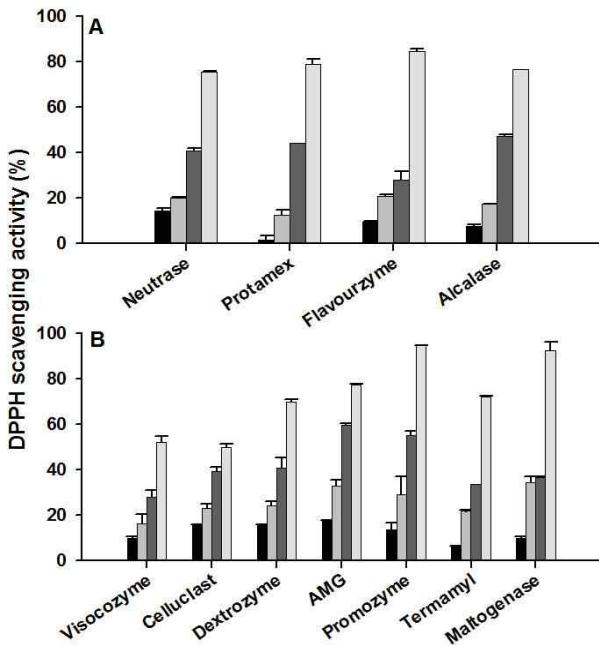 DPPH scavenging activity (%)
A
100
80
60
40
20
0
Neutrase
Protamex
Flavourzyme
Alcalase
B
100
80
60
40
20
0
Visocozyme
Celluclast
Dextrozyme
AMG
Promozyme
Termamyl
Maltogenase